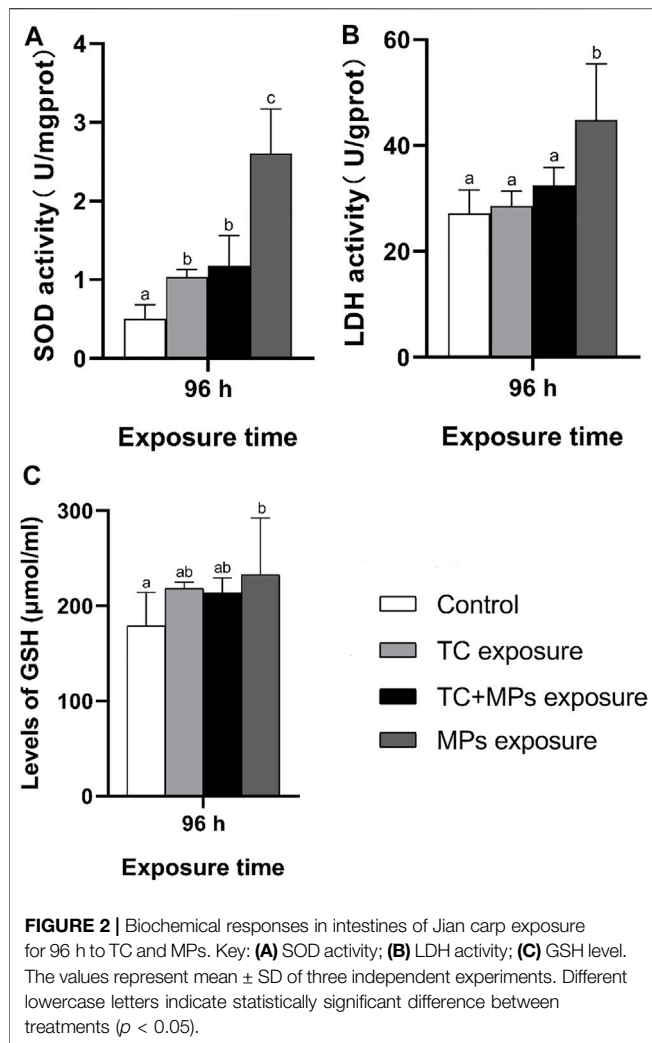 A
SOD activity ( U/mgprot)
4
3
2
1
0
a
b
b
c
96 h
Exposure time
B
LDH activity ( U/gprot)
60
40
20
0
a
a
a
b
96 h
Exposure time
C
Levels of GSH (μmol/ml)
300
200
100
0
a
ab
ab
b
96 h
Exposure time
Control
TC exposure
TC+MPs exposure
MPs exposure
FIGURE 2 | Biochemical responses in intestines of Jian carp exposure
for 96 h to TC and MPs. Key: (A) SOD activity; (B) LDH activity; (C) GSH level.
The values represent mean ± SD of three independent experiments. Different
lowercase letters indicate statistically significant difference between
treatments (p < 0.05).